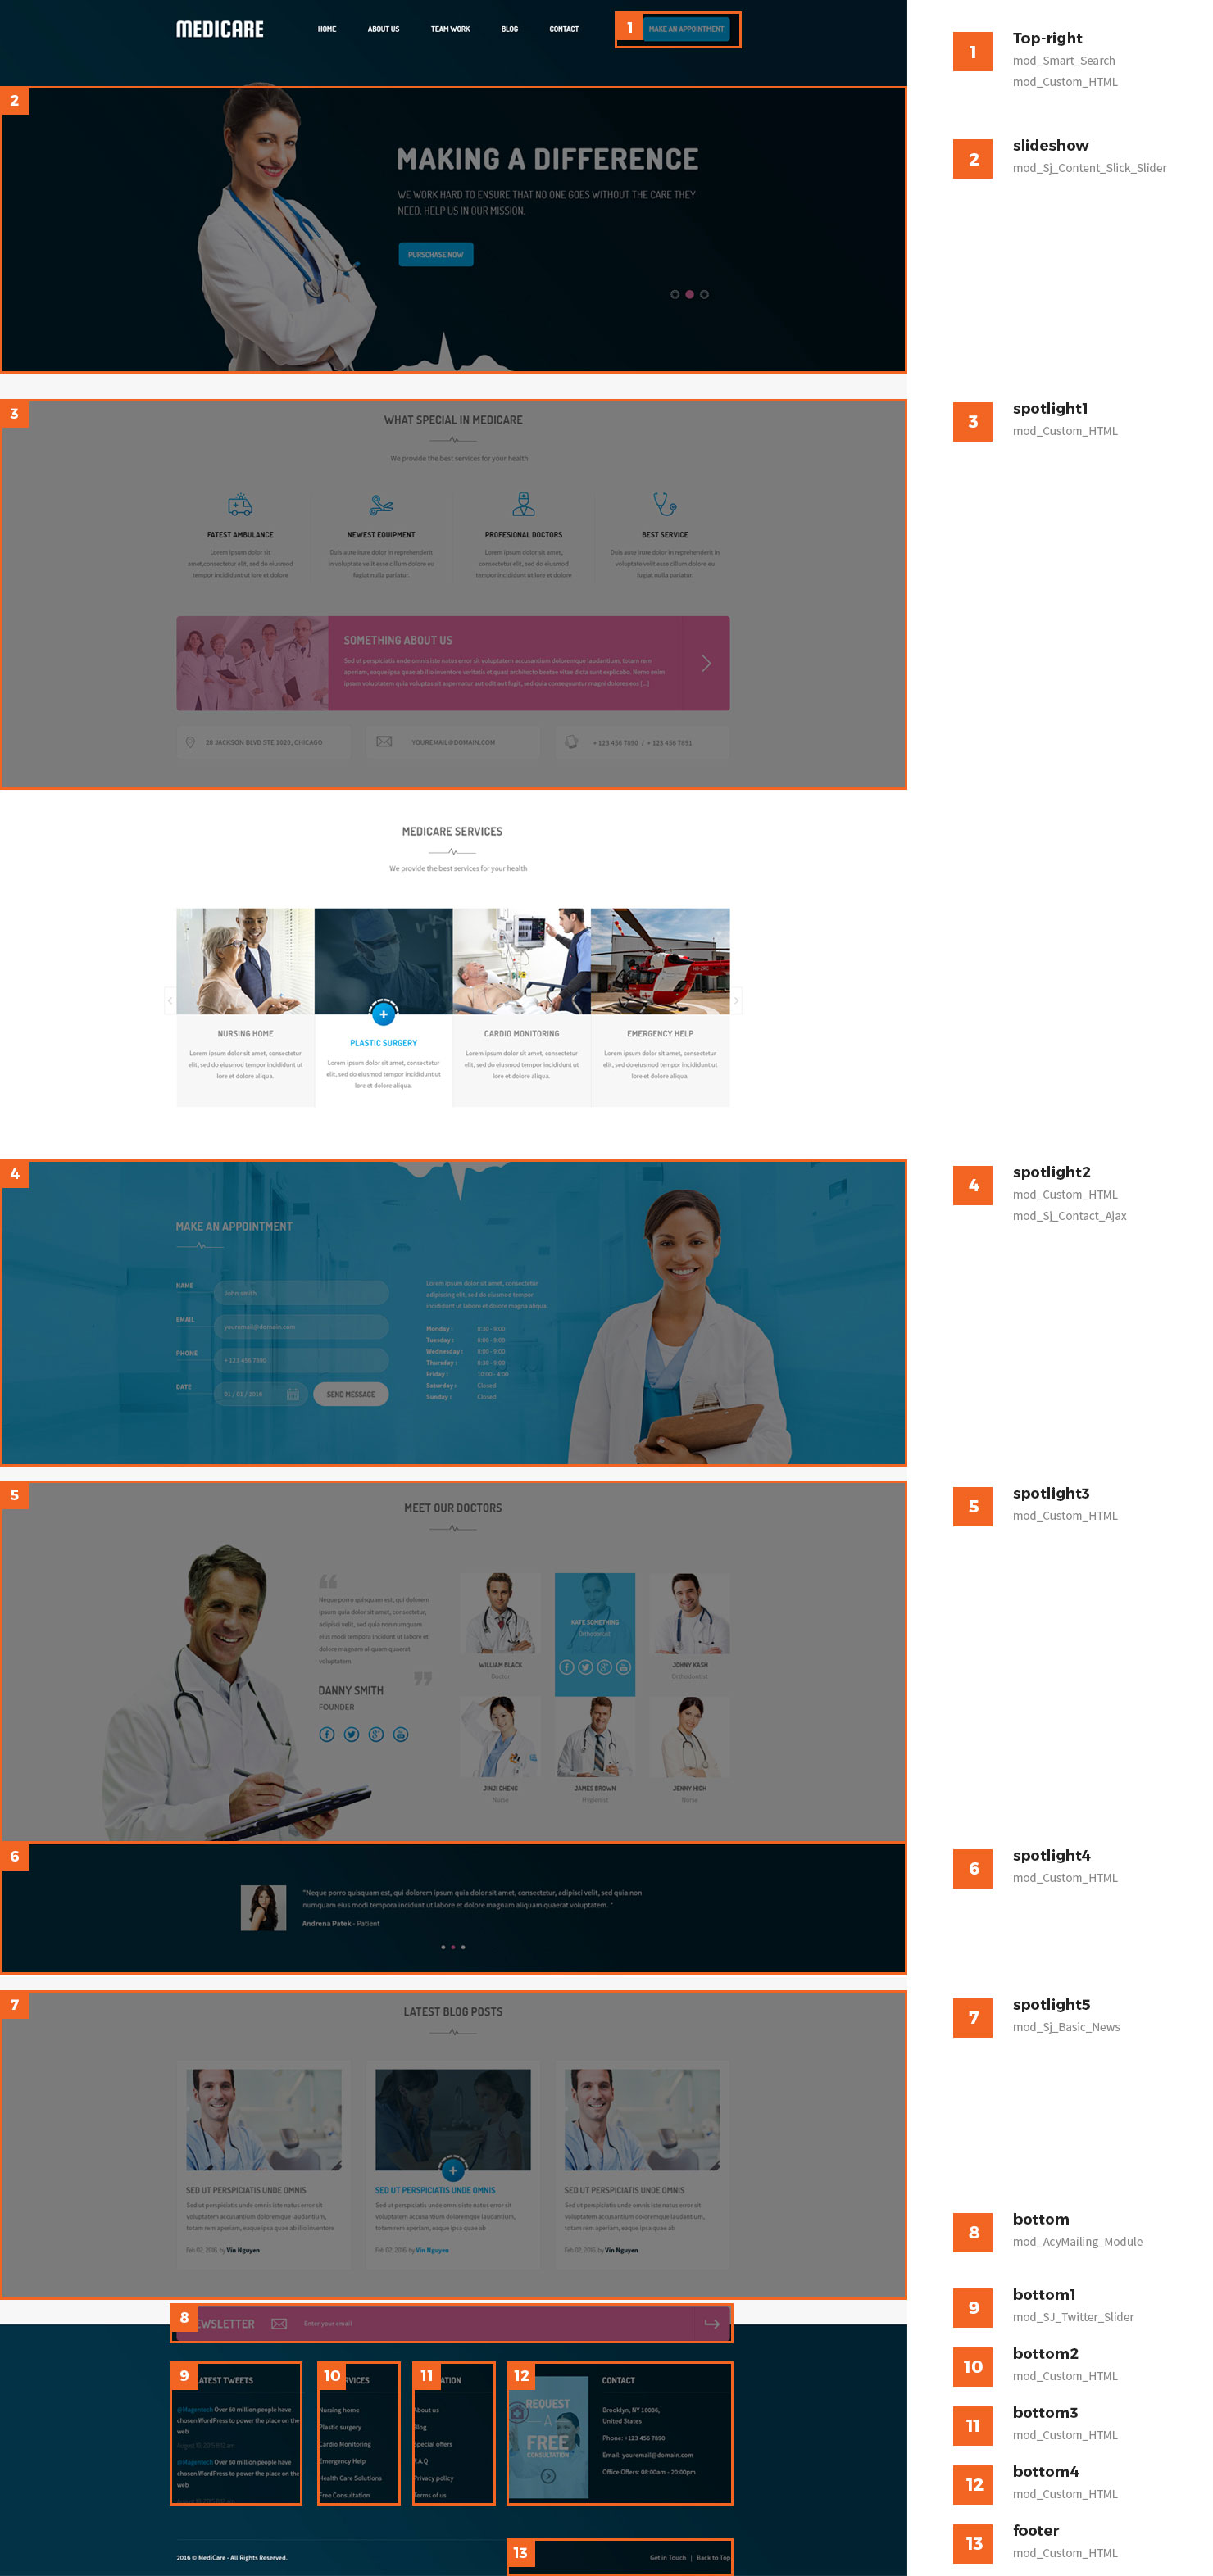 MEDICARE
HOME ABOUT US TEAM WORK BLOG CONTACT
1 MAKE AN APPOINTMENT
1
Top-right
mod_Smart_Search
mod_Custom_HTML
2
MAKING A DIFFERENCE
WE WORK HARD TO ENSURE THAT NO ONE GOES WITHOUT THE CARE THEY
NEED. HELP US IN OUR MISSION.
PURSCHASE NOW
2
slideshow
mod_Sj_Content_Slick_Slider
3
WHAT SPECIAL IN MEDICARE
We provide the best services for your health
FATEST AMBULANCE
Lorem ipsum dolor sit
amet,consectetur elit, sed do eiusmod
tempor incididunt ut tore et dolore
NEWEST EQUIPMENT
Duis aute irure dolor in reprehenderit
in voluptate velit esse cillum dolore eu
fugiat nulla pariatur.
PROFESIONAL DOCTORS
Lorem ipsum dolor sit amet,
consectetur elit, sed do eiusmod
tempor incididunt ut tore et dolore
BEST SERVICE
Duis aute irure dolor in reprehenderit in
voluptate velit esse cillum dolore eu
fugiat nulla pariatur.
SOMETHING ABOUT US
Sed ut perspiciatis unde omnis iste natus error sit voluptatem accusantium doloremque laudantium, totam rem
aperiam, eaque ipsa quae ab illo inventore veritatis et quasi architecto beatae vitae dicta sunt explicabo. Nemo enim
ipsam voluptatem quia voluptas sit aspernatur aut odit aut fugit, sed quia consequuntur magni dolores eos [...]
28 JACKSON BLVD STE 1020, CHICAGO
YOUREMAIL@DOMAIN.COM
+ 123 456 7890 / + 123 456 7891
3
spotlight1
mod_Custom_HTML
MEDICARE SERVICES
We provide the best services for your health
NURSING HOME
Lorem ipsum dolor sit amet, consectetur
elit, sed do eiusmod tempor incididunt ut
lore et dolore aliqua.
PLASTIC SURGERY
Lorem ipsum dolor sit amet, consectetur
elit, sed do eiusmod tempor incididunt ut
lore et dolore aliqua.
CARDIO MONITORING
Lorem ipsum dolor sit amet, consectetur
elit, sed do eiusmod tempor incididunt ut
lore et dolore aliqua.
EMERGENCY HELP
Lorem ipsum dolor sit amet, consectetur
elit, sed do eiusmod tempor incididunt ut
lore et dolore aliqua.
4
MAKE AN APPOINTMENT
NAME John smith
EMAIL youremail@domain.com
PHONE + 123 456 7890
DATE 01 / 01 / 2016 SEND MESSAGE
Lorem ipsum dolor sit amet, consectetur
adipiscing elit, sed do eiusmod tempor
incididunt ut labore et dolore magna aliqua.
Monday : 8:30 - 8:00
Tuesday : 8:00 - 8:00
Wednesday : 8:00 - 9:00
Thursday : 8:30 - 8:00
Friday : 10:00 - 4:00
Saturday : Closed
Sunday : Closed
4
spotlight2
mod_Custom_HTML
mod_Sj_Contact_Ajax
5
MEET OUR DOCTORS
Neque porro quisquam est, qui dolorem
ipsum quia dolor sit amet, consectetur,
adipisci velit, sed quia non numquam
eius modi tempora incidunt ut labore et
dolore magnam aliquam quaerat
voluptatem.
DANNY SMITH
FOUNDER
WILLIAM BLACK
Doctor
KATE SOMETHING
Orthodontist
JOHNY KASH
Orthodontist
JINJI CHENG
Nurse
JAMES BROWN
Hygienist
JENNY HIGH
Nurse
5
spotlight3
mod_Custom_HTML
6
"Neque porro quisquam est, qui dolorem ipsum quia dolor sit amet, consectetur, adipisci velit, sed quia non
numquam eius modi tempora incidunt ut labore et dolore magnam aliquam quaerat voluptatem. "
Andrena Patek - Patient
6
spotlight4
mod_Custom_HTML
7
LATEST BLOG POSTS
SED UT PERSPICIATIS UNDE OMNIS
Sed ut perspiciatis unde omnis iste natus error sit
voluptatem accusantium doloremque laudantium,
totam rem aperiam, eaque ipsa quae ab illo inventore
Feb 02, 2016. by Vin Nguyen
SED UT PERSPICIATIS UNDE OMNIS
Sed ut perspiciatis unde omnis iste natus error sit
voluptatem accusantium doloremque laudantium,
totam rem aperiam, eaque ipsa quae ab
Feb 02, 2016. by Vin Nguyen
SED UT PERSPICIATIS UNDE OMNIS
Sed ut perspiciatis unde omnis iste natus error sit
voluptatem accusantium doloremque laudantium,
totam rem aperiam, eaque ipsa quae ab
Feb 02, 2016. by Vin Nguyen
7
spotlight5
mod_Sj_Basic_News
8 EWSLETTER Enter your email
8
bottom
mod_AcyMailing_Module
9 ATEST TWEETS
@Magentech Over 60 million people have
chosen WordPress to power the place on the
web
@Magentech Over 60 million people have
chosen WordPress to power the place on the
web
10 RVICES
Nursing home
Plastic surgery
Cardio Monitoring
Emergency Help
Health Care Solutions
Free Consultation
11 ATION
About us
Blog
Special offers
F.A.Q
Privacy policy
Terms of us
12
REQUEST
A
FREE
CONSULTATION
CONTACT
Brooklyn, NY 10036,
United States
Phone: +123 456 7890
Email: youremail@domain.com
Office Offers: 08:00am - 20:00pm
9
bottom1
mod_SJ_Twitter_Slider
10
bottom2
mod_Custom_HTML
11
bottom3
mod_Custom_HTML
12
bottom4
mod_Custom_HTML
2016 © MediCare - All Rights Reserved.
13
Get in Touch | Back to Top
13
footer
mod_Custom_HTML